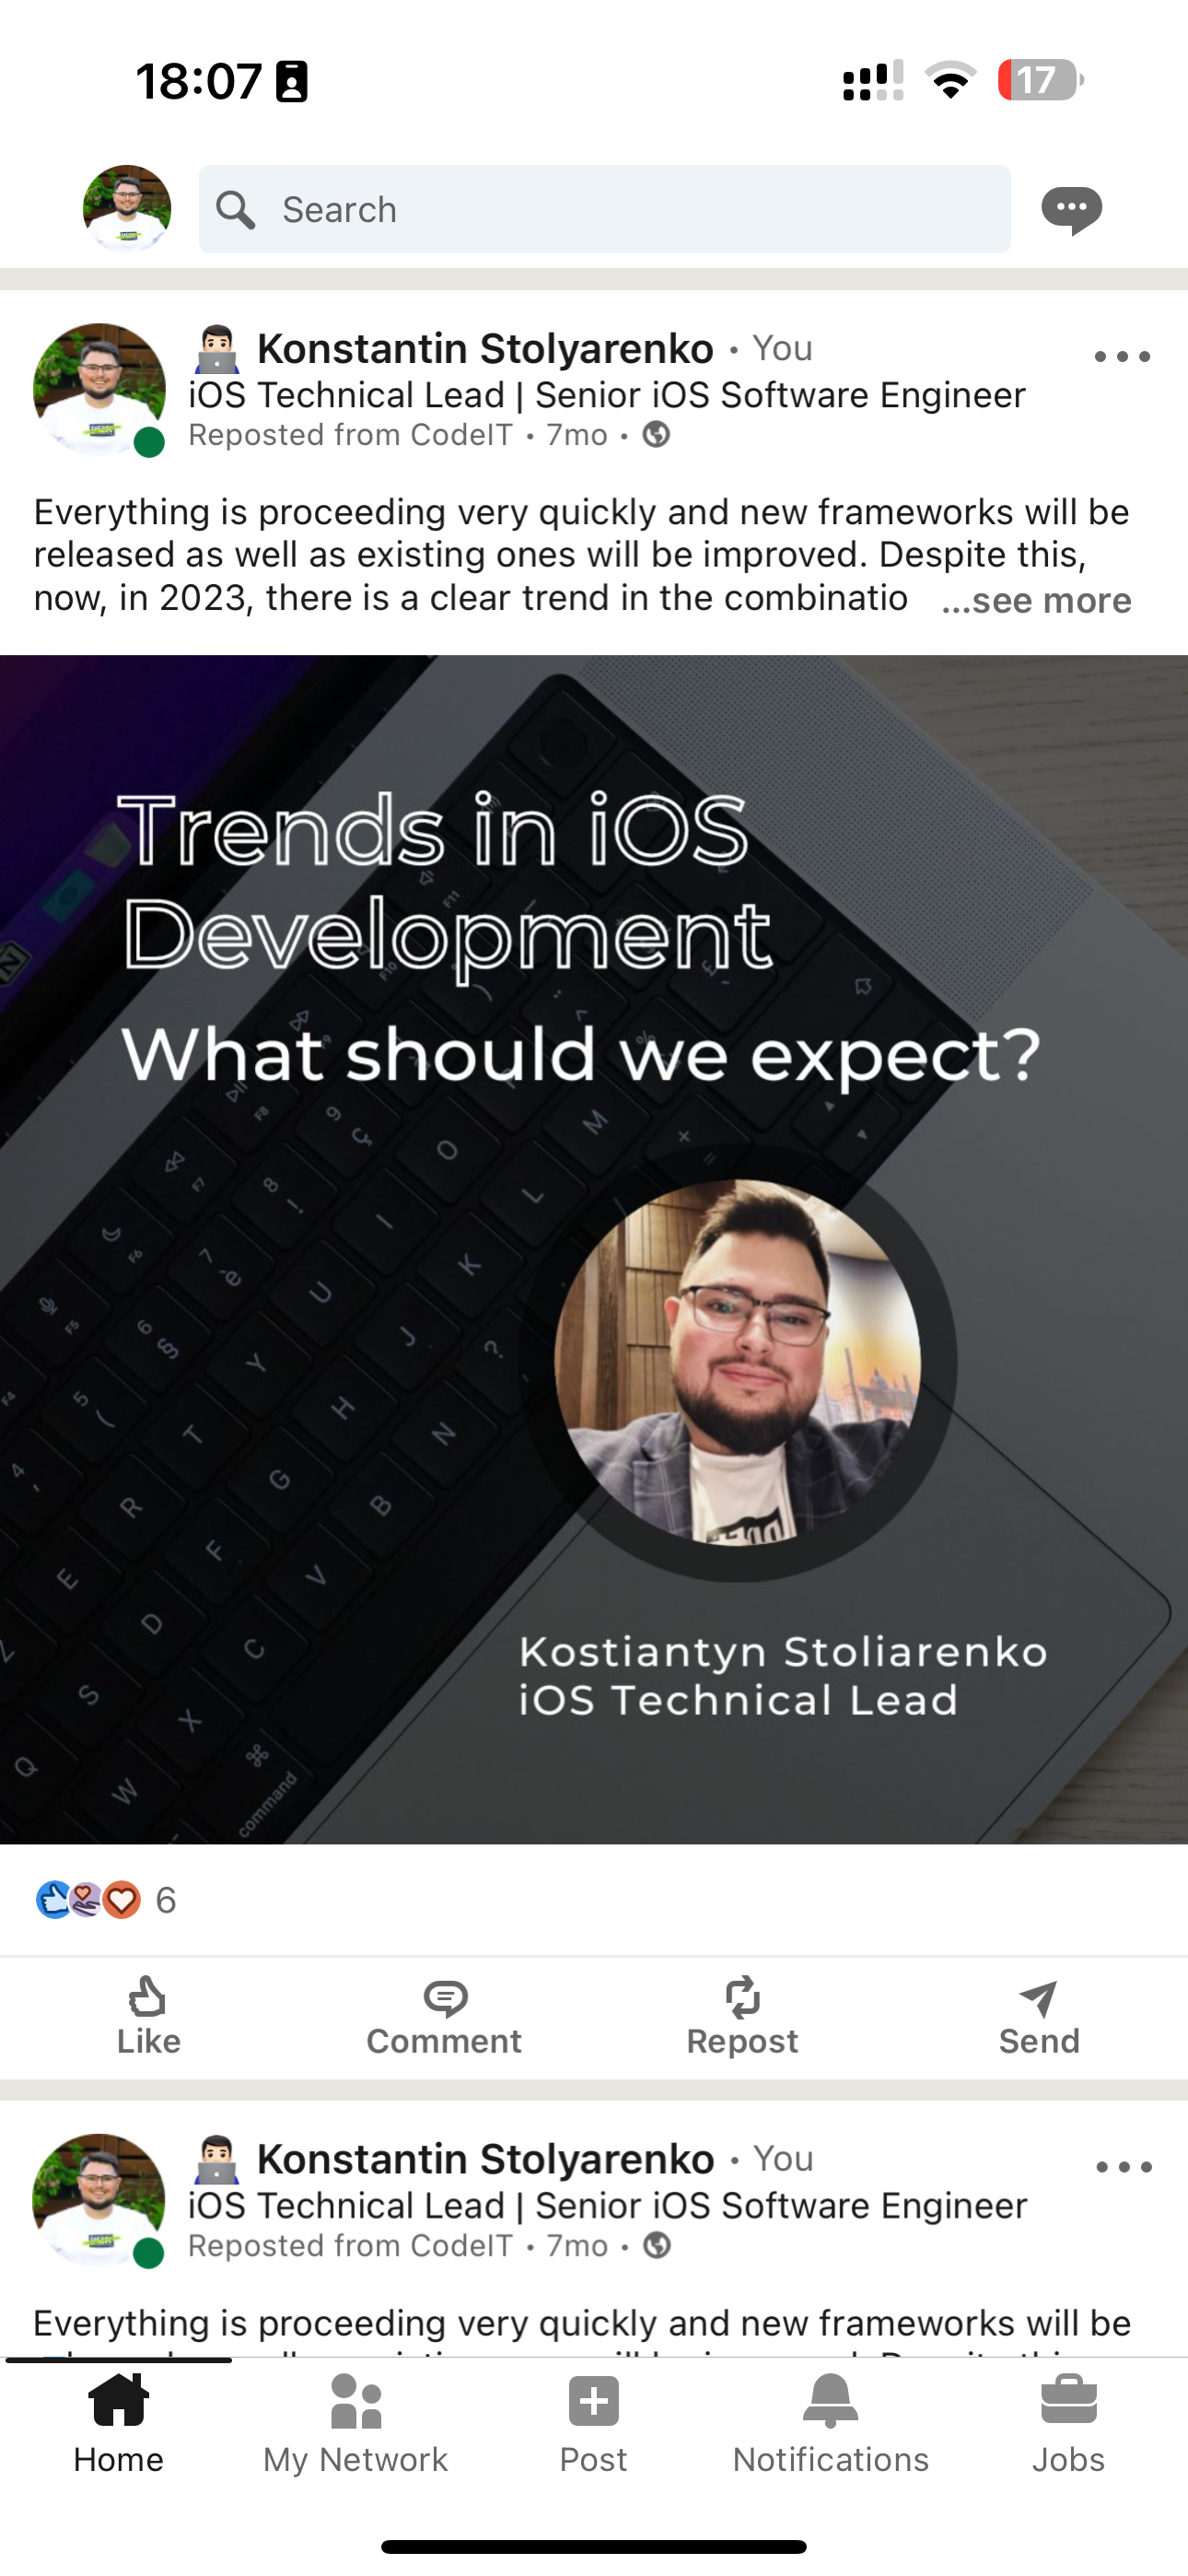 18:07
17
Search
Konstantin Stolyarenko • You
iOS Technical Lead | Senior iOS Software Engineer
Reposted from CodeIT • 7mo •
Everything is proceeding very quickly and new frameworks will be
released as well as existing ones will be improved. Despite this,
now, in 2023, there is a clear trend in the combinatio ...see more
Trends in iOS
Development
What should we expect?
Kostiantyn Stoliarenko
iOS Technical Lead
command
6
Like Comment Repost Send
Konstantin Stolyarenko • You
iOS Technical Lead | Senior iOS Software Engineer
Reposted from CodeIT • 7mo •
Everything is proceeding very quickly and new frameworks will be
Home My Network Post Notifications Jobs